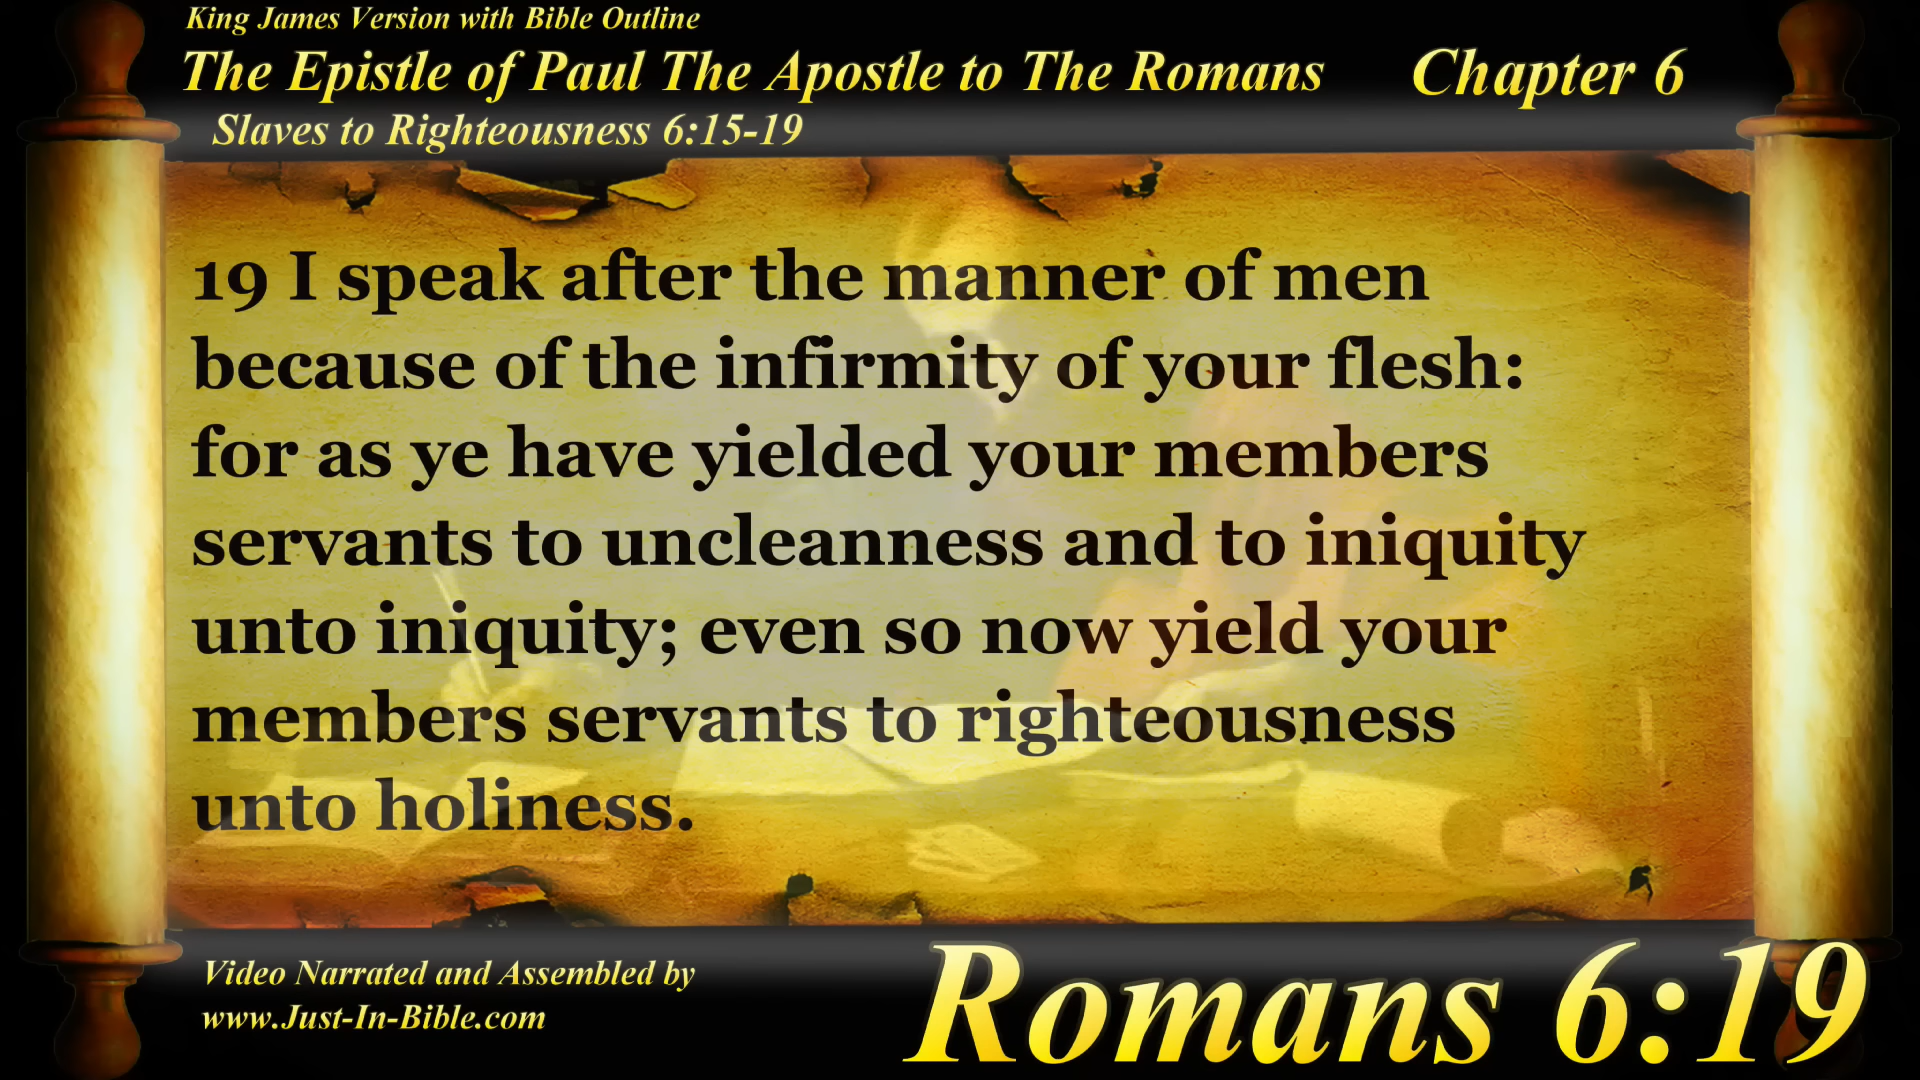 King James Version with Bible Outline
The Epistle of Paul The Apostle to The Romans Chapter 6
Slaves to Righteousness 6:15-19
19 I speak after the manner of men
because of the infirmity of your flesh:
for as ye have yielded your members
servants to uncleanness and to iniquity
unto iniquity; even so now yield your
members servants to righteousness
unto holiness.
Video Narrated and Assembled by
www.Just-In-Bible.com
Romans 6:19